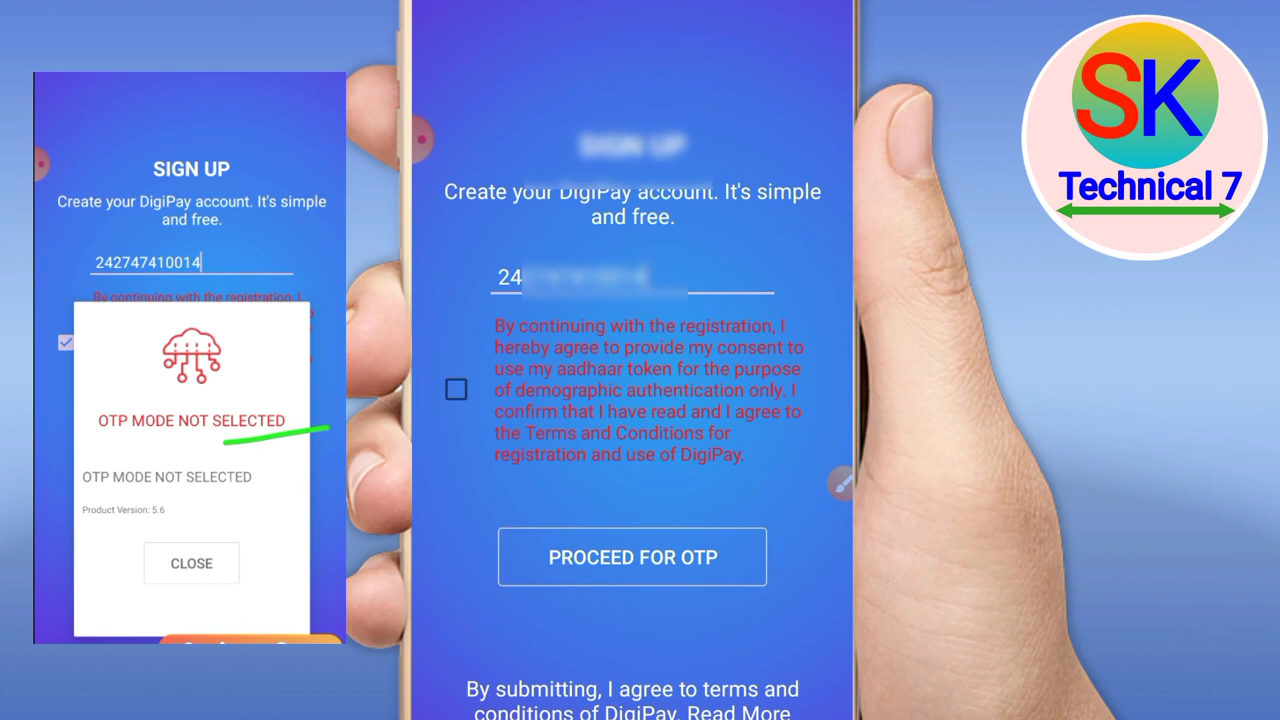 SIGN UP
Create your DigiPay account. It's simple
and free.
242747410014
By continuing with the registration, I
OTP MODE NOT SELECTED
OTP MODE NOT SELECTED
Product Version: 5.6
CLOSE
SIGN UP
Create your DigiPay account. It's simple
and free.
24
By continuing with the registration, I
hereby agree to provide my consent to
use my aadhaar token for the purpose
of demographic authentication only. I
confirm that I have read and I agree to
the Terms and Conditions for
registration and use of DigiPay.
PROCEED FOR OTP
By submitting, I agree to terms and
conditions of DigiPay. Read More
SK
Technical 7